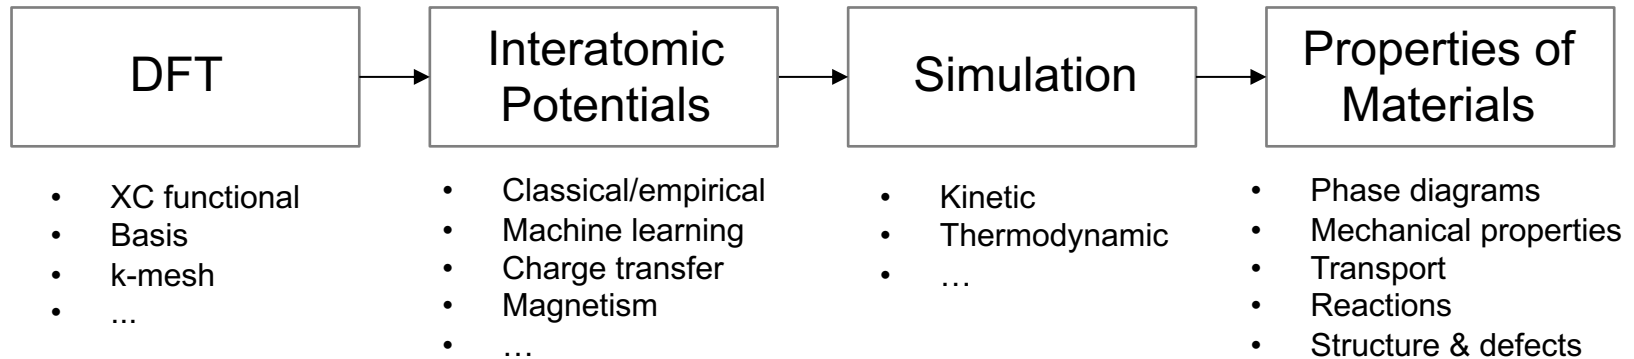 DFT
• XC functional
• Basis
• k-mesh
• ...
Interatomic
Potentials
• Classical/empirical
• Machine learning
• Charge transfer
• Magnetism
• …
Simulation
• Kinetic
• Thermodynamic
• …
Properties of
Materials
• Phase diagrams
• Mechanical properties
• Transport
• Reactions
• Structure & defects